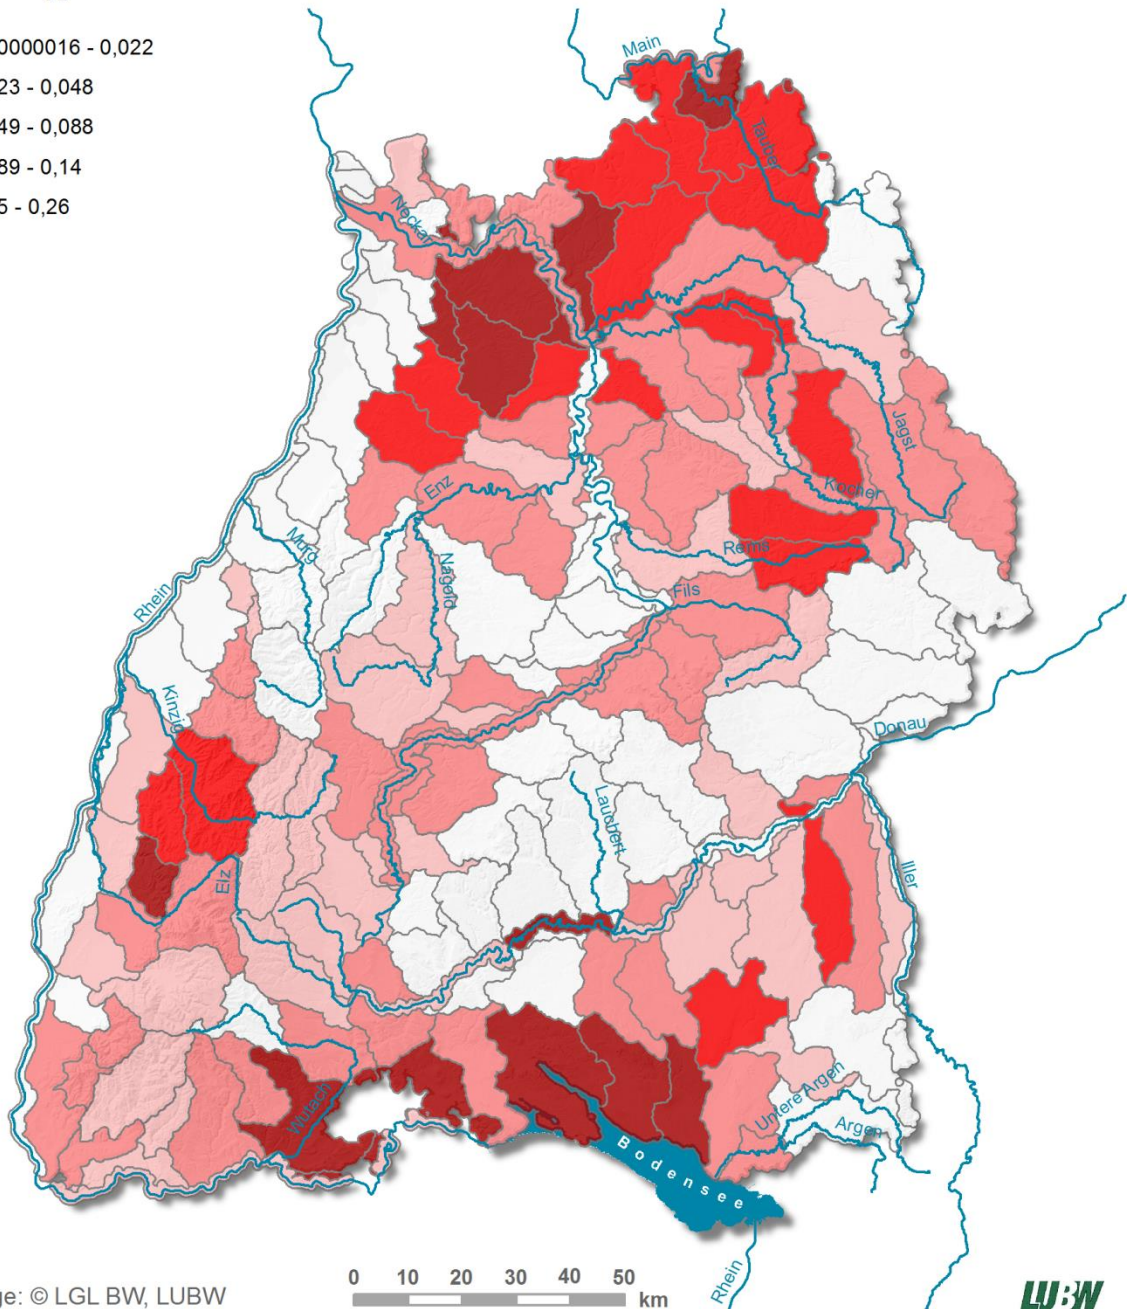 0000016 - 0,022
23 - 0,048
49 - 0,088
89 - 0,14
5 - 0,26
Main
Tauber
Neckar
Jagst
Kocher
Enz
Murg
Nagold
Rems
Fils
Rhein
Kinzig
Donau
Lauchert
Elz
Iller
Wutach
Untere Argen
Argen
Bodensee
Rhein
0 10 20 30 40 50
km
ge: © LGL BW, LUBW
LUBW